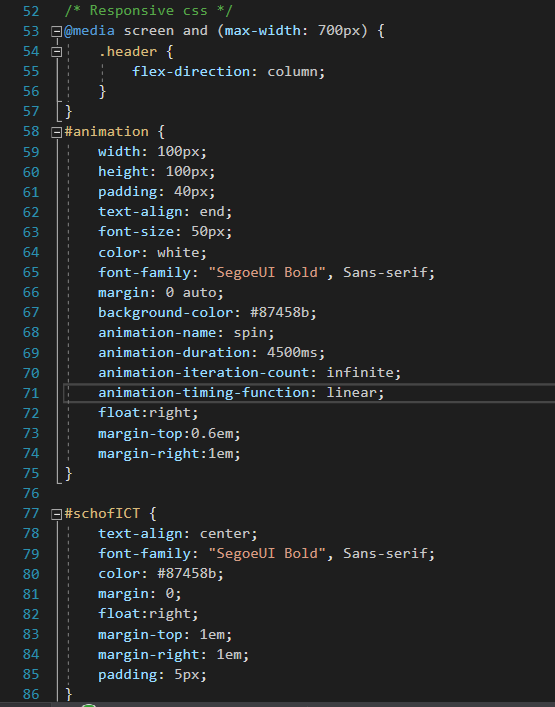 52 /* Responsive css */
53 @media screen and (max-width: 700px) {
54 .header {
55 flex-direction: column;
56 }
57 }
58 #animation {
59 width: 100px;
60 height: 100px;
61 padding: 40px;
62 text-align: end;
63 font-size: 50px;
64 color: white;
65 font-family: "SegoeUI Bold", Sans-serif;
66 margin: 0 auto;
67 background-color: #87458b;
68 animation-name: spin;
69 animation-duration: 4500ms;
70 animation-iteration-count: infinite;
71 animation-timing-function: linear;
72 float:right;
73 margin-top:0.6em;
74 margin-right:1em;
75 }
76
77 #schofICT {
78 text-align: center;
79 font-family: "SegoeUI Bold", Sans-serif;
80 color: #87458b;
81 margin: 0;
82 float:right;
83 margin-top: 1em;
84 margin-right: 1em;
85 padding: 5px;
86 }